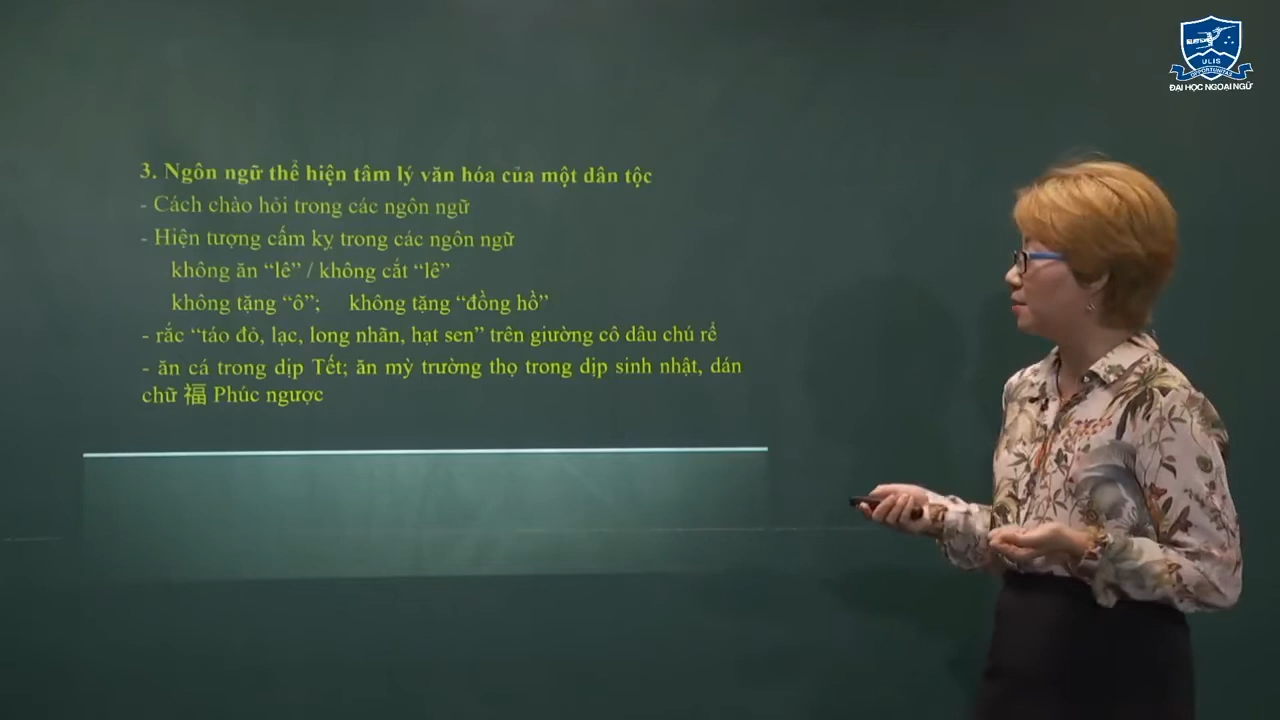 ULIS
ĐẠI HỌC NGOẠI NGỮ
3. Ngôn ngữ thể hiện tâm lý văn hóa của một dân tộc
- Cách chào hỏi trong các ngôn ngữ
- Hiện tượng cấm kỵ trong các ngôn ngữ
không ăn “lê” / không cắt “lê”
không tặng “ô”; không tặng “đồng hồ”
- rắc “táo đỏ, lạc, long nhãn, hạt sen” trên giường cô dâu chú rể
- ăn cá trong dịp Tết; ăn mỳ trường thọ trong dịp sinh nhật, dán
chữ 福 Phúc ngược